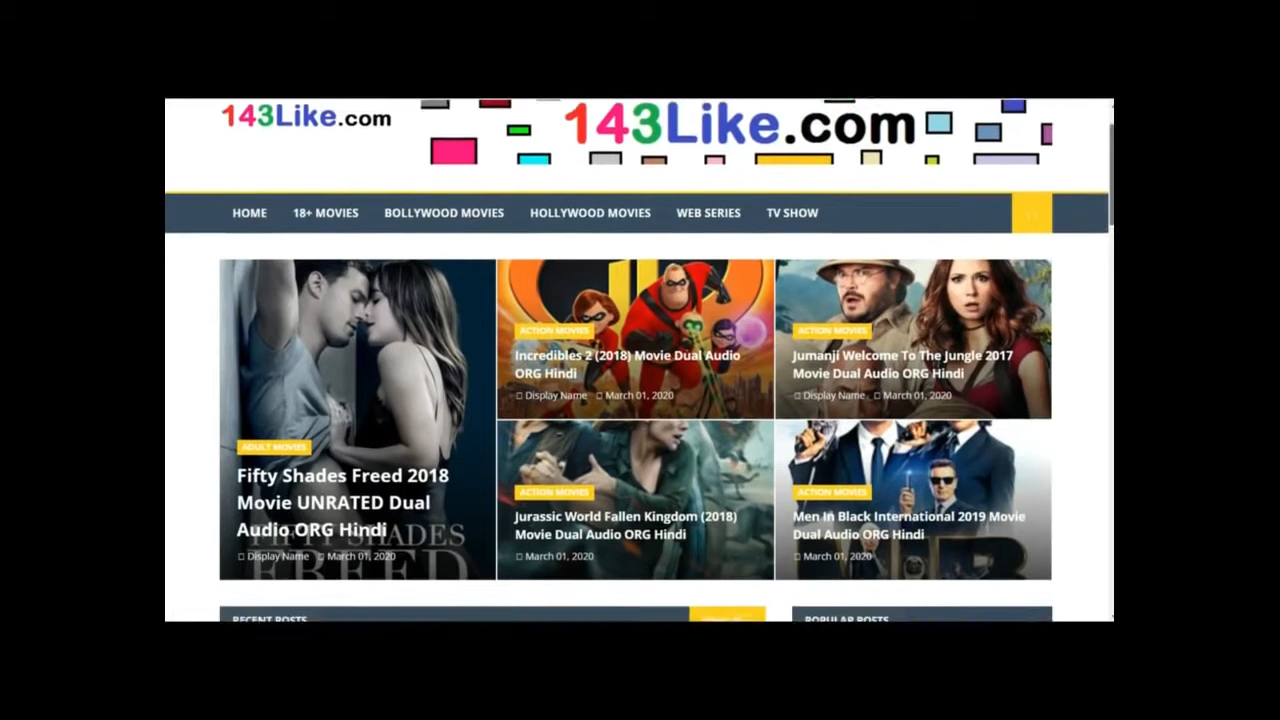 143Like.com
143Like.com
HOME 18+ MOVIES BOLLYWOOD MOVIES HOLLYWOOD MOVIES WEB SERIES TV SHOW
ADULT MOVIES
Fifty Shades Freed 2018
Movie UNRATED Dual
Audio ORG Hindi
Display Name March 01, 2020
FIFTY SHADES
FREED
ACTION MOVIES
Incredibles 2 (2018) Movie Dual Audio
ORG Hindi
Display Name March 01, 2020
ACTION MOVIES
Jumanji Welcome To The Jungle 2017
Movie Dual Audio ORG Hindi
Display Name March 01, 2020
ACTION MOVIES
Jurassic World Fallen Kingdom (2018)
Movie Dual Audio ORG Hindi
March 01, 2020
ACTION MOVIES
Men In Black International 2019 Movie
Dual Audio ORG Hindi
March 01, 2020
RECENT POSTS
POPULAR POSTS